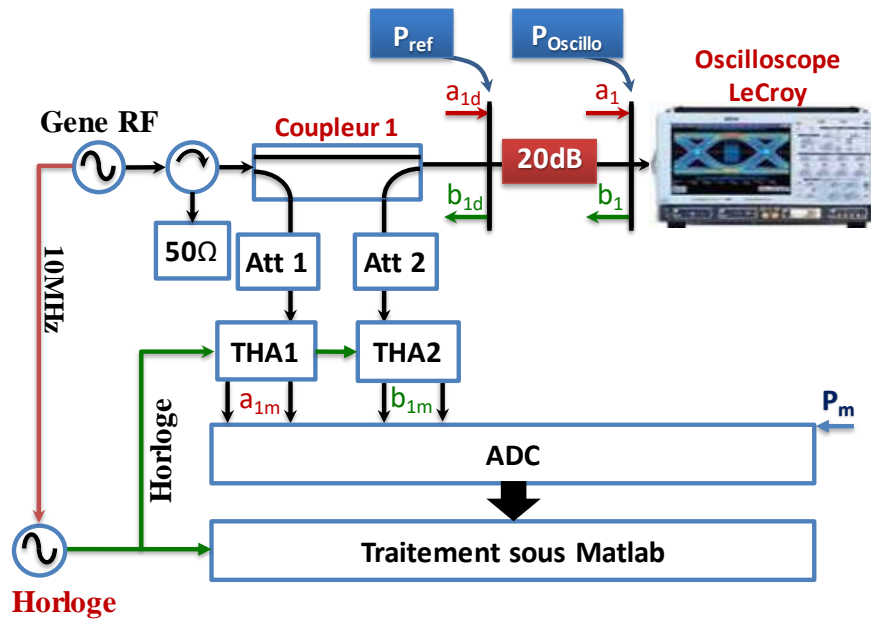 Pref
POscillo
Oscilloscope
LeCroy
a1d
a1
Gene RF
Coupleur 1
20dB
b1d
b1
50Ω
Att 1
Att 2
10MHz
THA1
THA2
a1m
b1m
Pm
Horloge
ADC
Traitement sous Matlab
Horloge